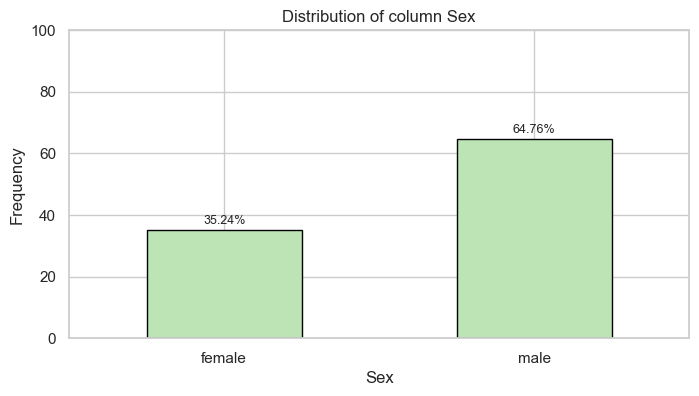 Distribution of column Sex
100
80
60
40
20
0
Frequency
35.24%
64.76%
female
male
Sex